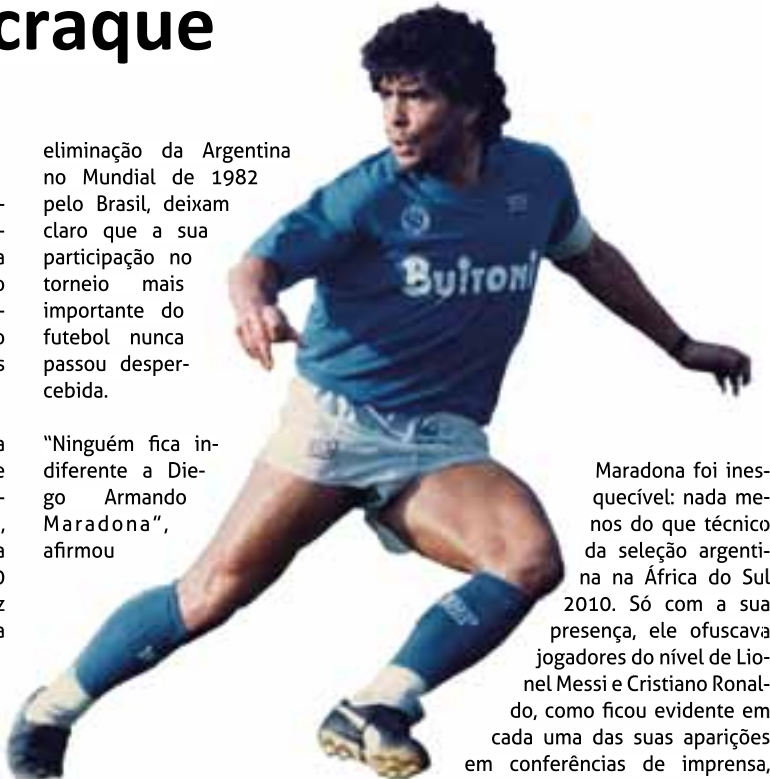 craque
eliminação da Argentina
no Mundial de 1982
pelo Brasil, deixam
claro que a sua
participação no
torneio mais
importante do
futebol nunca
passou desper-
cebida.
“Ninguém fica in-
diferente a Die-
go Armando
Maradona”,
afirmou
Buitoni
Maradona foi ines-
quecível: nada me-
nos do que técnico
da seleção argenti-
na na África do Sul
2010. Só com a sua
presença, ele ofuscava
jogadores do nível de Lio-
nel Messi e Cristiano Ronal-
do, como ficou evidente em
cada uma das suas aparições
em conferências de imprensa,